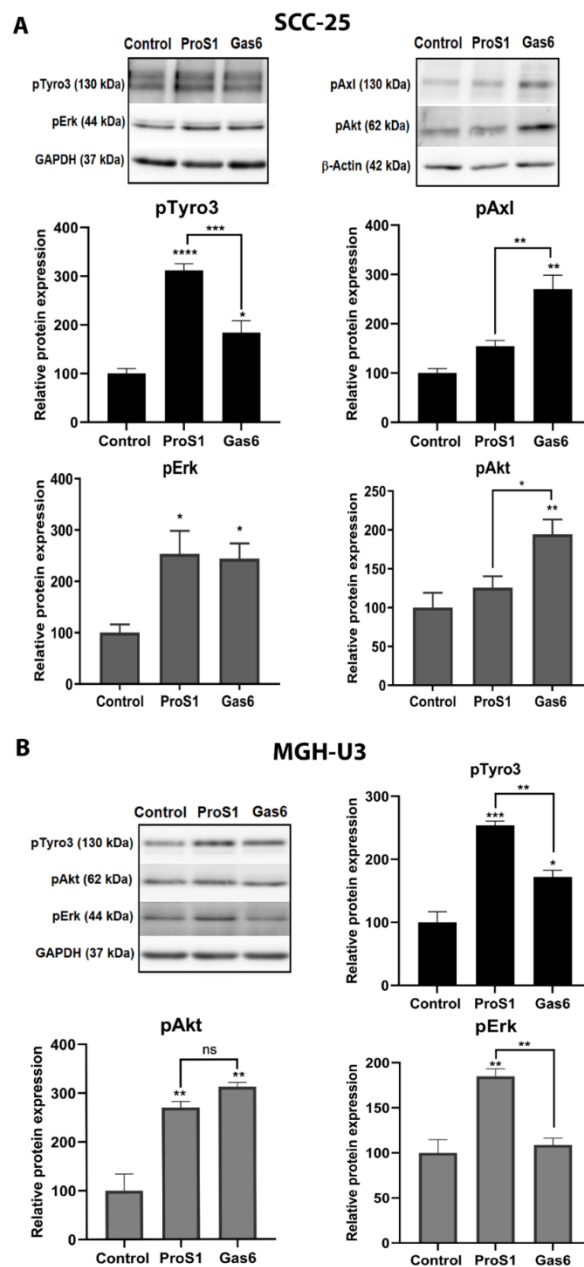 A
SCC-25
Control ProS1 Gas6
pTyro3 (130 kDa)
pErk (44 kDa)
GAPDH (37 kDa)
Control ProS1 Gas6
pAxl (130 kDa)
pAkt (62 kDa)
β-Actin (42 kDa)
pTyro3
Relative protein expression
400
300
200
100
0
****
***
*
Control ProS1 Gas6
pAxl
Relative protein expression
400
300
200
100
0
**
**
Control ProS1 Gas6
pErk
Relative protein expression
400
300
200
100
0
*
*
Control ProS1 Gas6
pAkt
Relative protein expression
250
200
150
100
50
0
*
**
Control ProS1 Gas6
B
MGH-U3
Control ProS1 Gas6
pTyro3 (130 kDa)
pAkt (62 kDa)
pErk (44 kDa)
GAPDH (37 kDa)
pTyro3
Relative protein expression
300
200
100
0
**
***
*
Control ProS1 Gas6
pAkt
Relative protein expression
400
300
200
100
0
ns
**
**
Control ProS1 Gas6
pErk
Relative protein expression
200
150
100
50
0
**
**
Control ProS1 Gas6